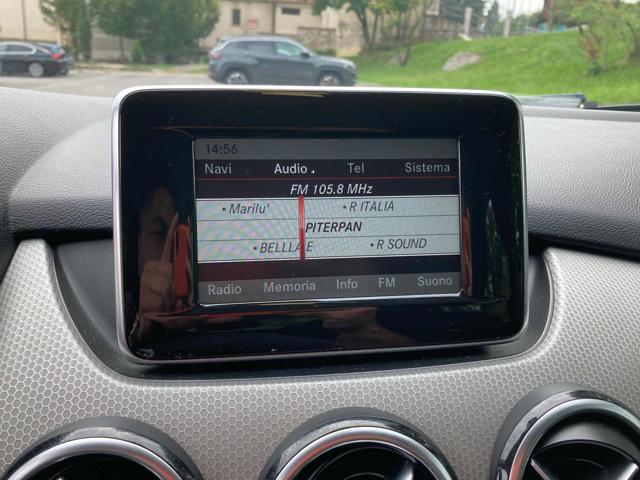 14:56
Navi Audio Tel Sistema
FM 105.8 MHz
• Marilu' • R ITALIA
PITERPAN
• BELLLA E • R SOUND
Radio Memoria Info FM Suono